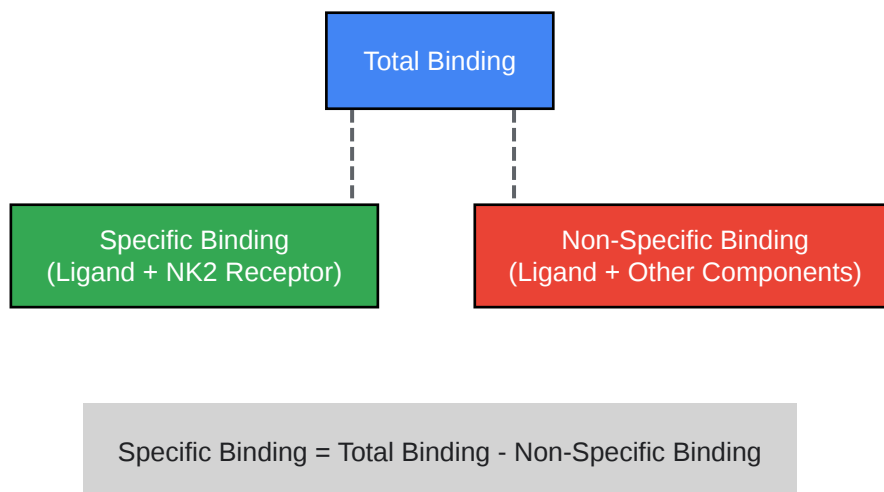 Total Binding
Specific Binding
(Ligand + NK2 Receptor)
Non-Specific Binding
(Ligand + Other Components)
Specific Binding = Total Binding - Non-Specific Binding